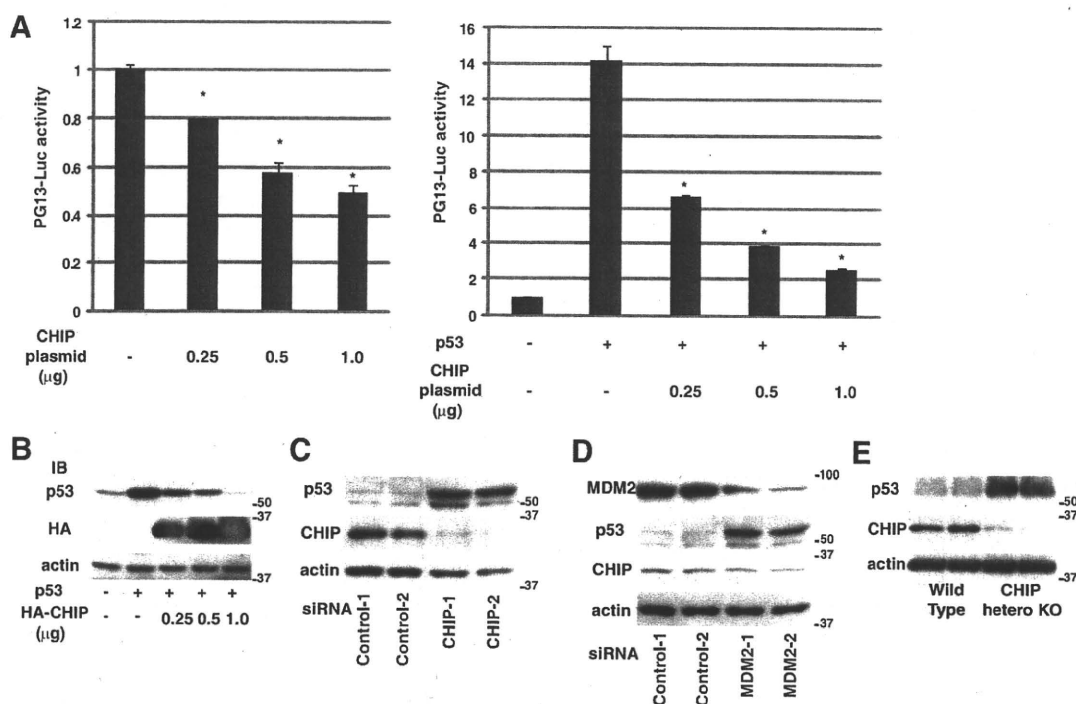 A
PG13-Luc activity
1.2
1
0.8
0.6
0.4
0.2
0
*
*
*
CHIP plasmid (μg)
- 0.25 0.5 1.0
PG13-Luc activity
16
14
12
10
8
6
4
2
0
*
*
*
p53 - + + + +
CHIP plasmid (μg)
- - 0.25 0.5 1.0
B
IB
p53
-50
-37
HA
actin
-37
p53 - + + + +
HA-CHIP (μg)
- - 0.25 0.5 1.0
C
p53
-50
-37
CHIP
actin
-37
siRNA
Control-1
Control-2
CHIP-1
CHIP-2
D
MDM2
-100
p53
-50
-37
CHIP
actin
-37
siRNA
Control-1
Control-2
MDM2-1
MDM2-2
E
p53
-50
-37
CHIP
actin
-37
Wild Type
CHIP hetero KO